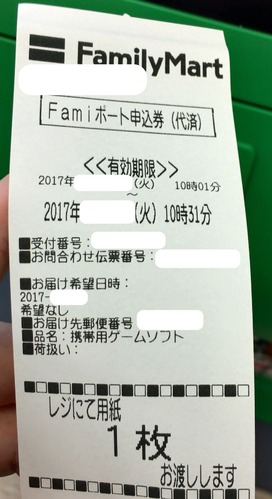 FamilyMart
Famiポート申込券（代済）
<<有効期限>>
2017年 （火） 10時01分
～
2017年 （火）10時31分
■受付番号：
■お問合わせ伝票番号：
■お届け希望日時：
2017-
希望なし
■お届け先郵便番号
■品名：携帯用ゲームソフト
■荷扱い：
レジにて用紙
1枚
お渡しします